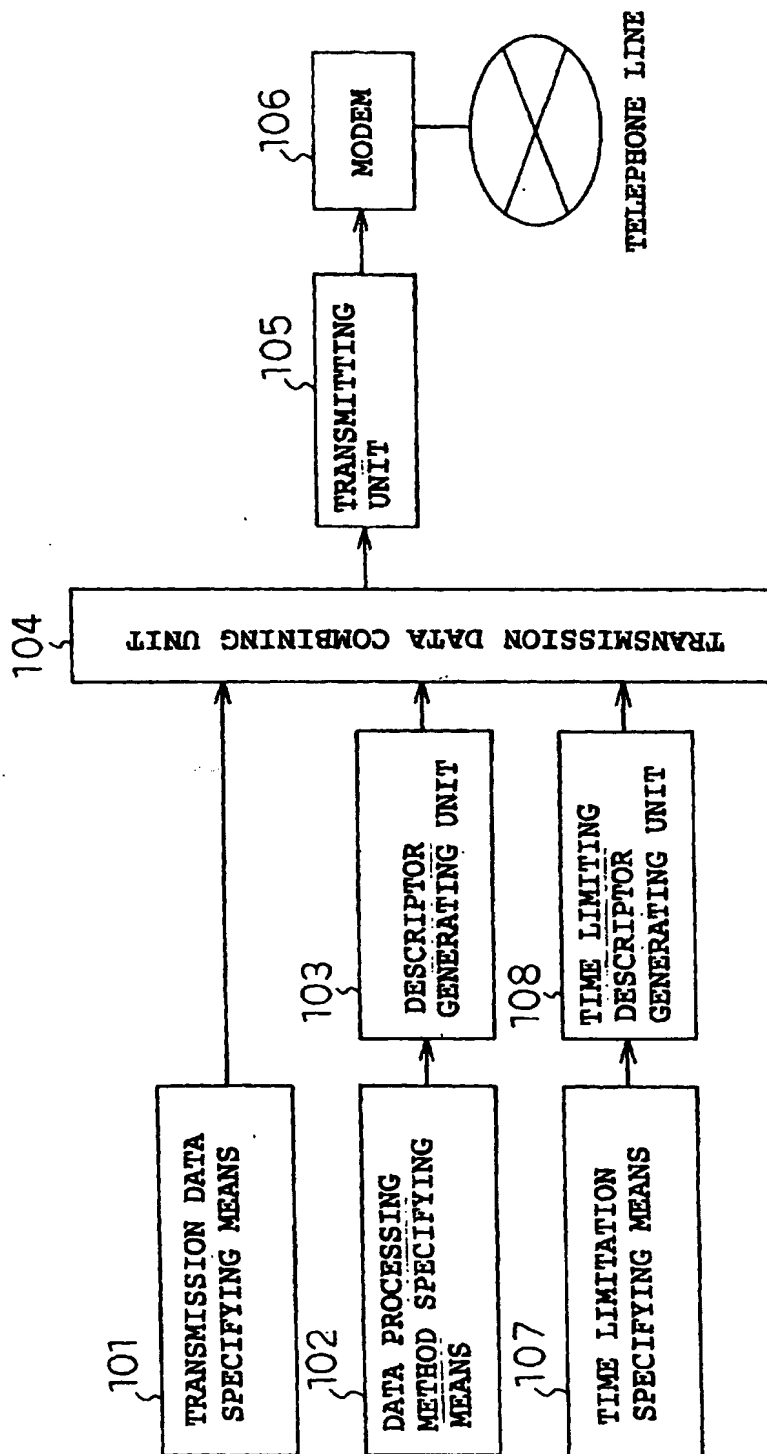 101
TRANSMISSION DATA
SPECIFYING MEANS
102
DATA PROCESSING
METHOD SPECIFYING
MEANS
103
DESCRIPTOR
GENERATING UNIT
107
TIME LIMITATION
SPECIFYING MEANS
108
TIME LIMITING
DESCRIPTOR
GENERATING UNIT
104
TRANSMISSION DATA COMBINING UNIT
105
TRANSMITTING
UNIT
106
MODEM
TELEPHONE LINE